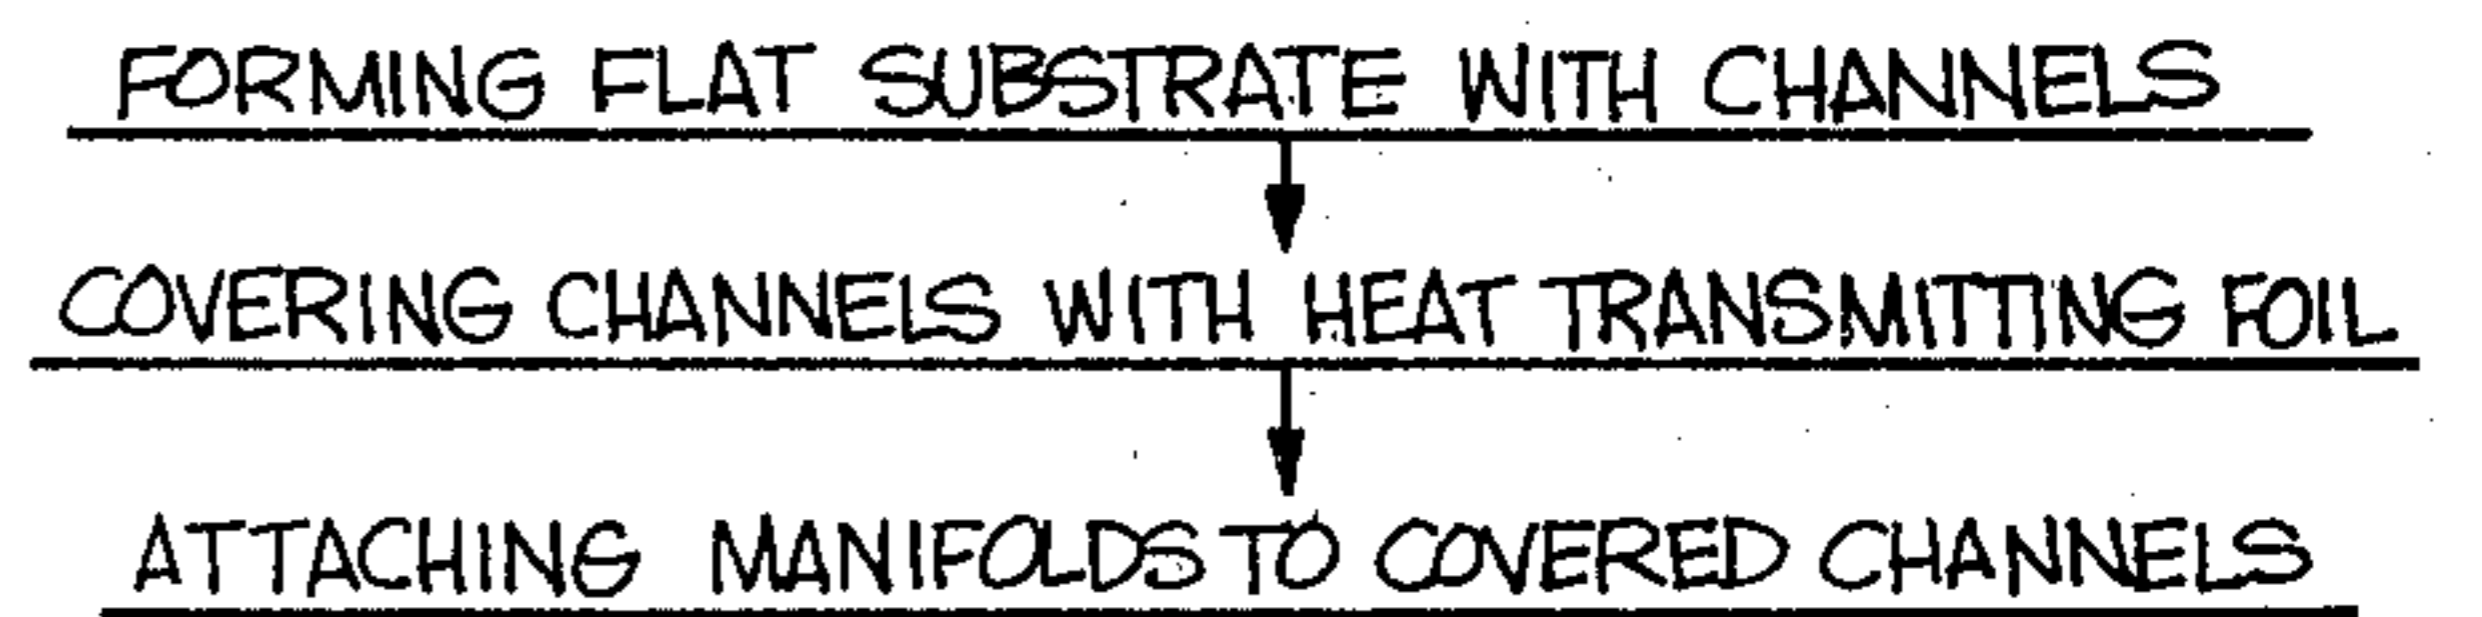 FORMING FLAT SUBSTRATE WITH CHANNELS
COVERING CHANNELS WITH HEAT TRANSMITTING FOIL
ATTACHING MANIFOLDS TO COVERED CHANNELS